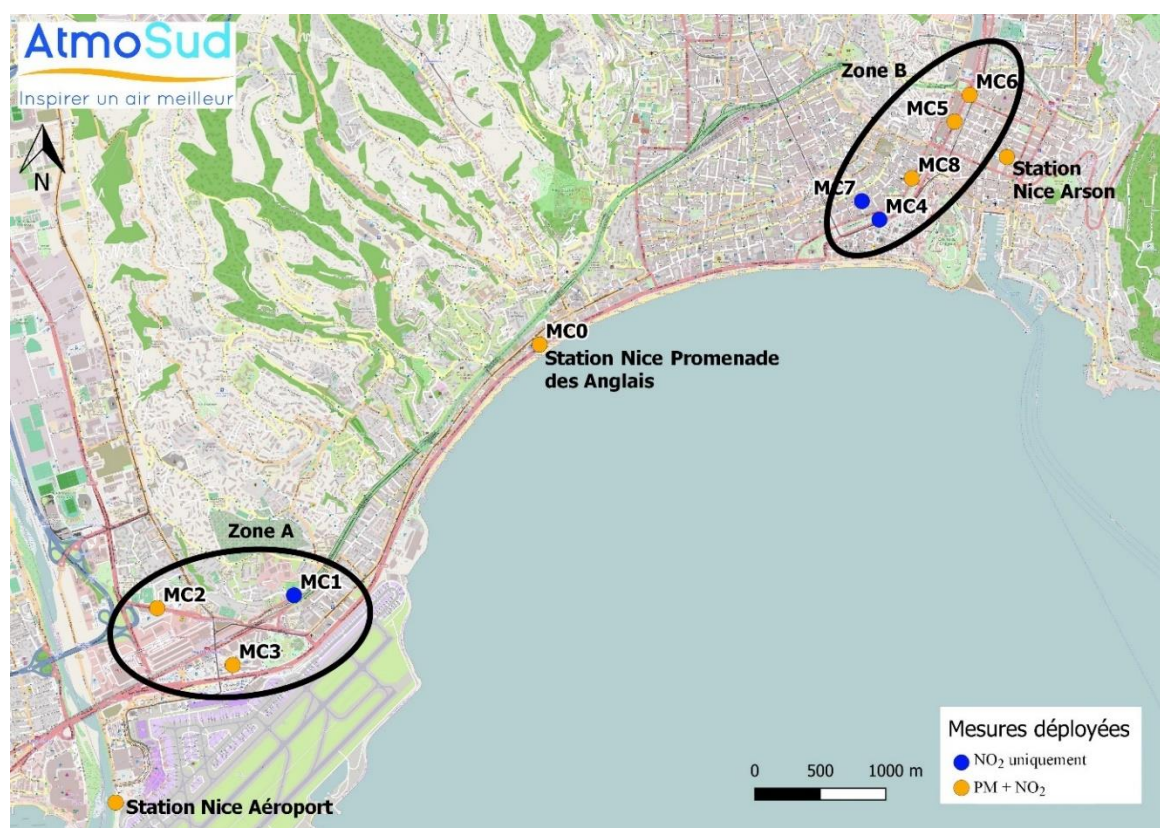 AtmoSud
Inspirer un air meilleur
N
Zone B
MC6
MC5
MC8
Station
Nice Arson
MC7
MC4
MC0
Station Nice Promenade
des Anglais
Zone A
MC1
MC2
MC3
Station Nice Aéroport
0 500 1000 m
Mesures déployées
NO₂ uniquement
PM + NO₂